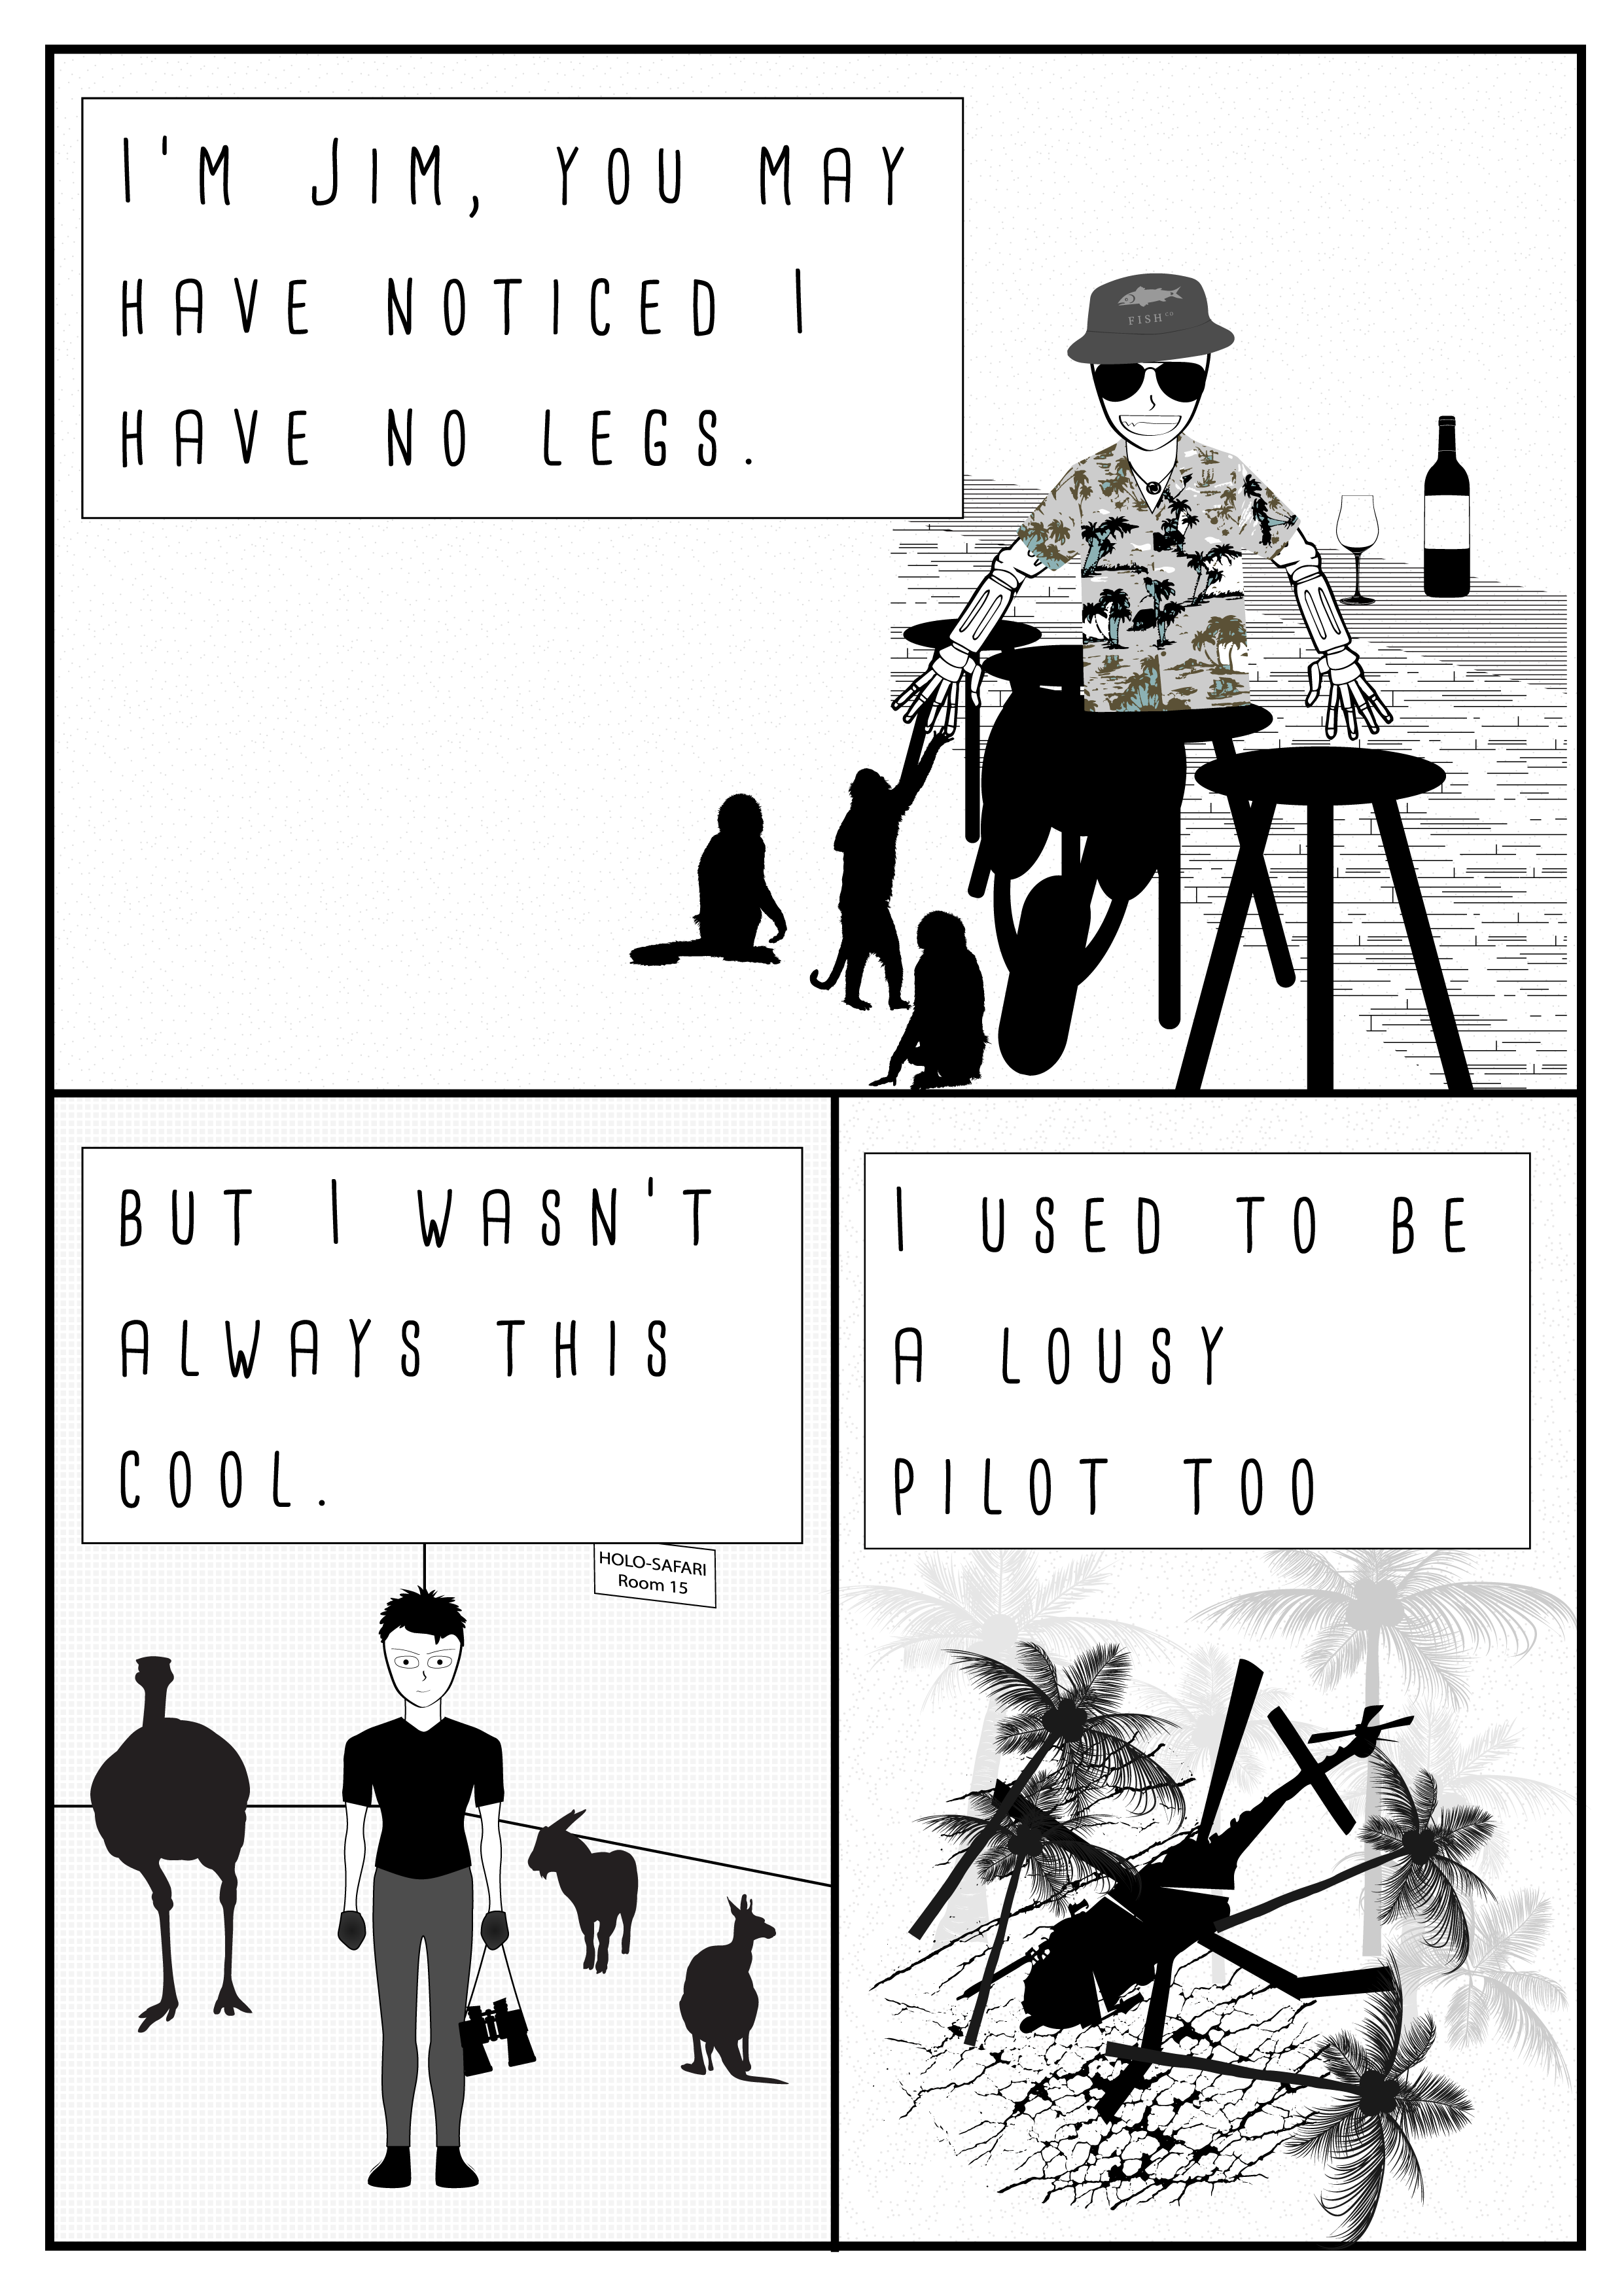 I'M JIM, YOU MAY
HAVE NOTICED I
HAVE NO LEGS.
FISH CO
BUT I WASN'T
ALWAYS THIS
COOL.
HOLO-SAFARI
Room 15
I USED TO BE
A LOUSY
PILOT TOO